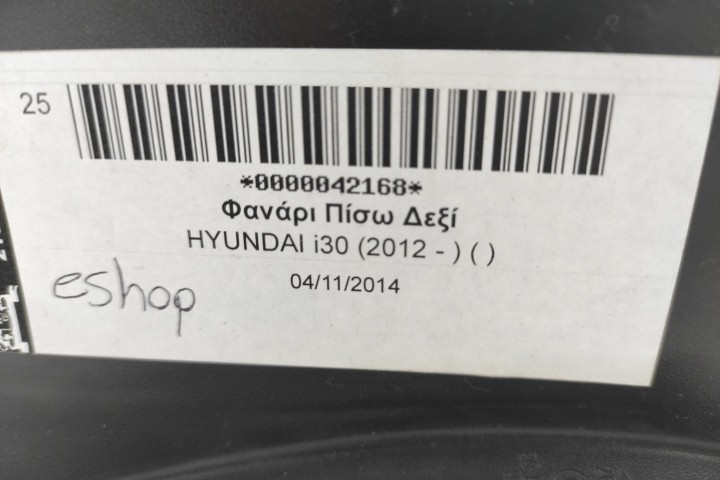 25
*0000042168*
Φανάρι Πίσω Δεξί
HYUNDAI i30 (2012 - ) ( )
04/11/2014
eshop